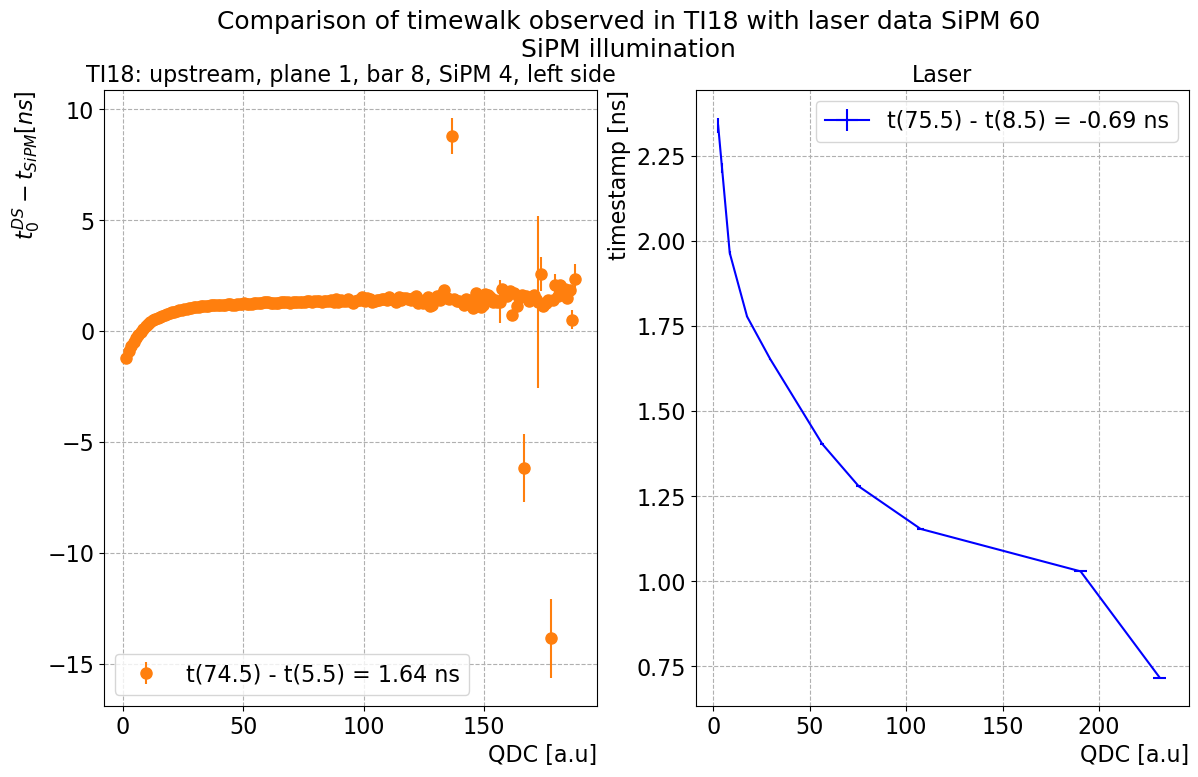 Comparison of timewalk observed in TI18 with laser data SiPM 60
SiPM illumination
TI18: upstream, plane 1, bar 8, SiPM 4, left side
t_0^{DS} − t_{SiPM}[ns]
10
5
0
−5
−10
−15
t(74.5) - t(5.5) = 1.64 ns
0
50
100
150
QDC [a.u]
Laser
timestamp [ns]
t(75.5) - t(8.5) = -0.69 ns
2.25
2.00
1.75
1.50
1.25
1.00
0.75
0
50
100
150
200
QDC [a.u]